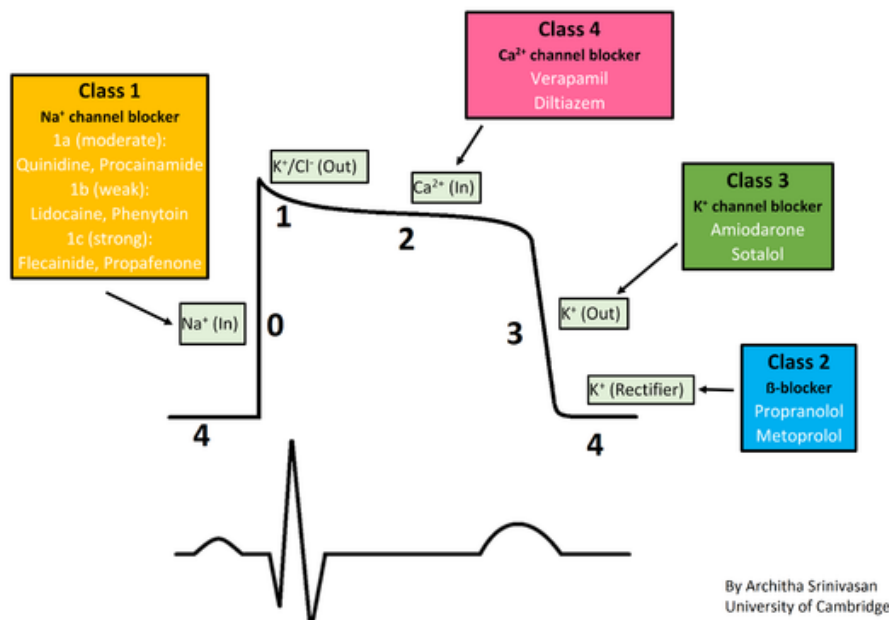 Class 4
Ca²⁺ channel blocker
Verapamil
Diltiazem
Class 1
Na⁺ channel blocker
1a (moderate):
Quinidine, Procainamide
1b (weak):
Lidocaine, Phenytoin
1c (strong):
Flecainide, Propafenone
K⁺/Cl⁻ (Out)
Ca²⁺ (In)
Class 3
K⁺ channel blocker
Amiodarone
Sotalol
1
2
Na⁺ (In)
0
3
K⁺ (Out)
Class 2
ß-blocker
Propranolol
Metoprolol
K⁺ (Rectifier)
4
4
By Architha Srinivasan
University of Cambridge